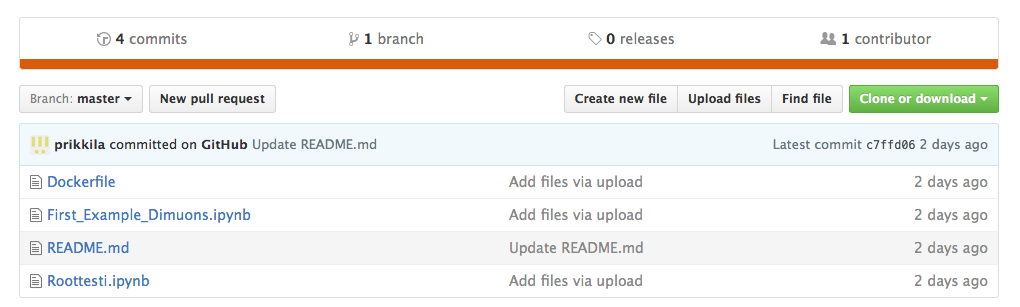 4 commits 1 branch 0 releases 1 contributor
Branch: master New pull request Create new file Upload files Find file Clone or download
prikkila committed on GitHub Update README.md Latest commit c7ffd06 2 days ago
Dockerfile Add files via upload 2 days ago
First_Example_Dimuons.ipynb Add files via upload 2 days ago
README.md Update README.md 2 days ago
Roottesti.ipynb Add files via upload 2 days ago